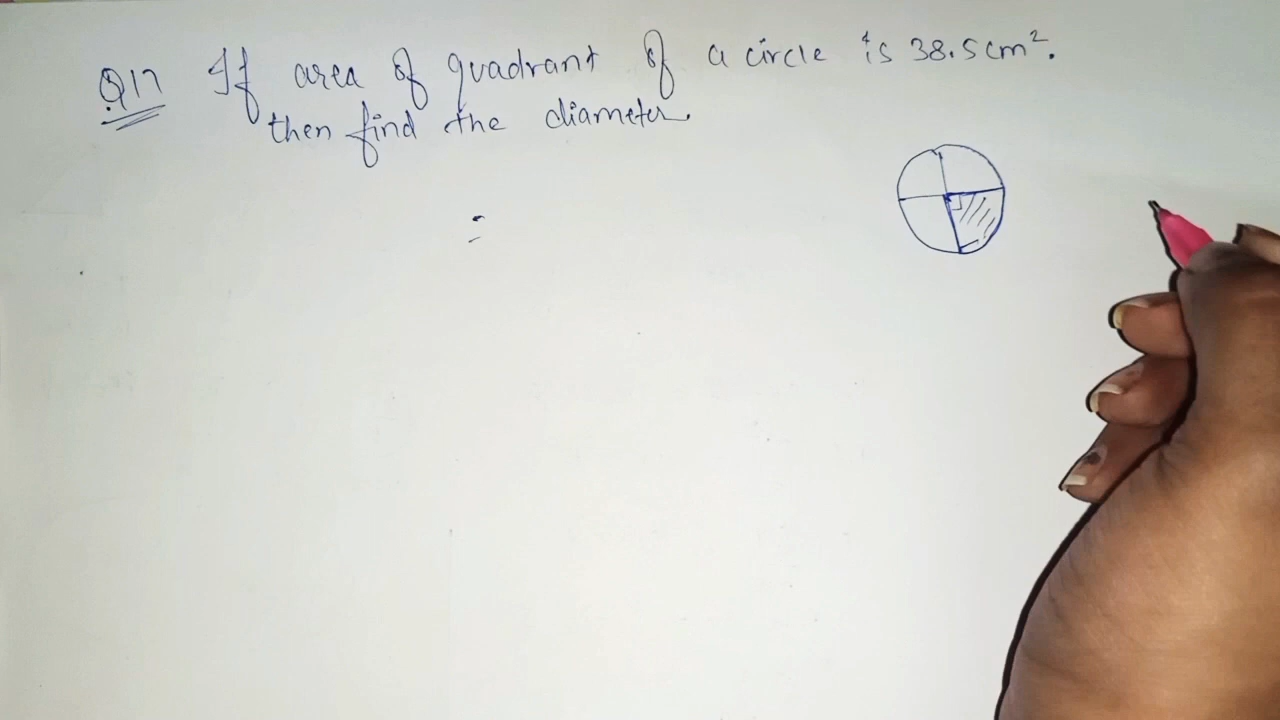 Q17 If area of quadrant of a circle is 38.5cm².
then find the diameter.
=